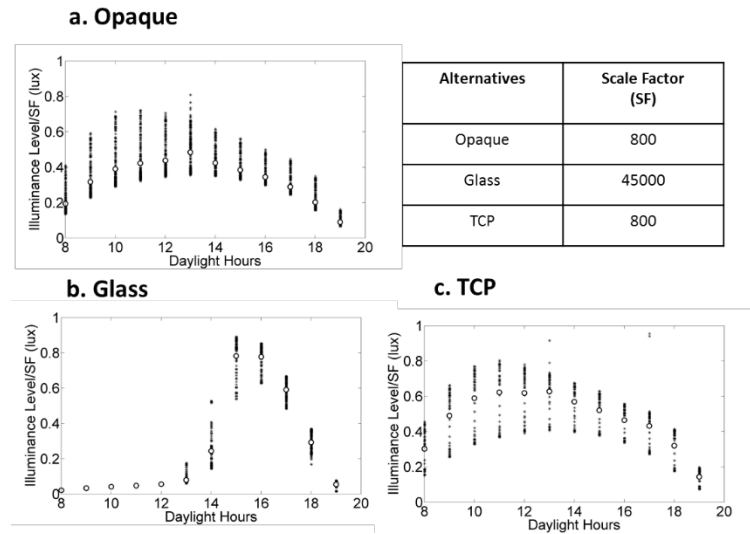 a. Opaque
1
0.8
0.6
0.4
0.2
0
8 10 12 14 16 18 20
Illuminance Level/SF (lux)
Daylight Hours
Alternatives Scale Factor
(SF)
Opaque 800
Glass 45000
TCP 800
b. Glass
1
0.8
0.6
0.4
0.2
0
8 10 12 14 16 18 20
Illuminance Level/SF (lux)
Daylight Hours
c. TCP
1
0.8
0.6
0.4
0.2
0
8 10 12 14 16 18 20
Illuminance Level/SF (lux)
Daylight Hours